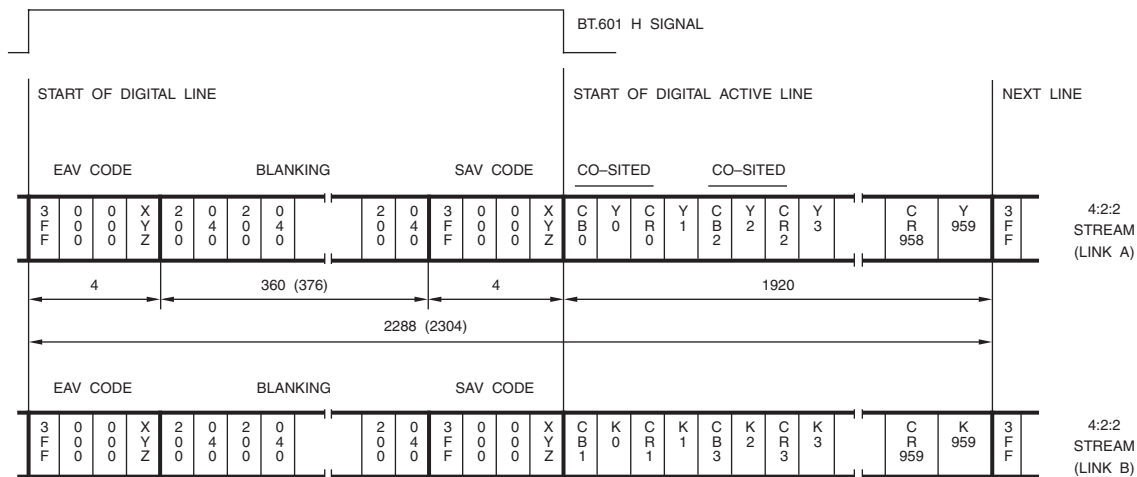 BT.601 H SIGNAL
START OF DIGITAL LINE
START OF DIGITAL ACTIVE LINE
NEXT LINE
EAV CODE
BLANKING
SAV CODE
CO–SITED
CO–SITED
3FF 000 000 XYZ 200 040 200 040 200 040 3FF 000 000 XYZ CB0 Y0 CR0 Y1 CB2 Y2 CR2 Y3 CR958 Y959 3FF
4:2:2
STREAM
(LINK A)
4
360 (376)
4
1920
2288 (2304)
EAV CODE
BLANKING
SAV CODE
3FF 000 000 XYZ 200 040 200 040 200 040 3FF 000 000 XYZ CB1 K0 CR1 K1 CB3 K2 CR3 K3 CR959 K959 3FF
4:2:2
STREAM
(LINK B)